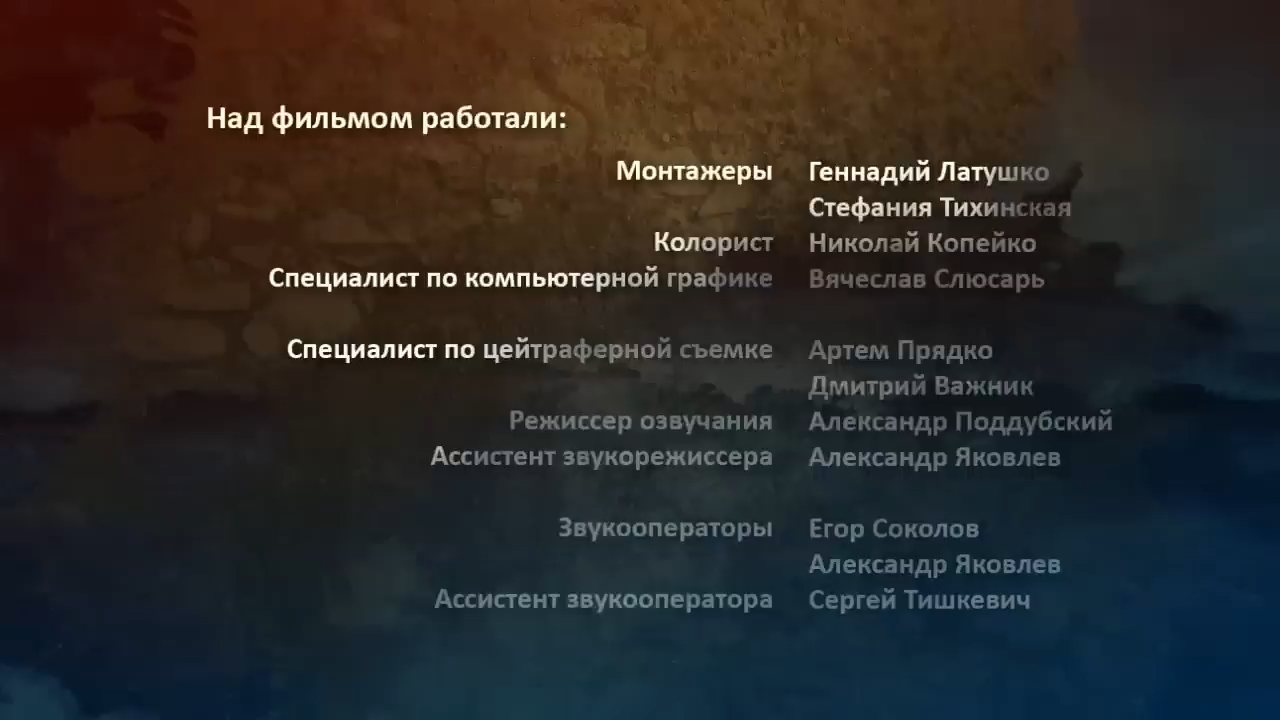 Над фильмом работали:
Монтажеры Геннадий Латушко
Стефания Тихинская
Колорист Николай Копейко
Специалист по компьютерной графике Вячеслав Слюсарь
Специалист по цейтраферной съемке Артем Прядко
Дмитрий Важник
Режиссер озвучания Александр Поддубский
Ассистент звукорежиссера Александр Яковлев
Звукооператоры Егор Соколов
Александр Яковлев
Ассистент звукооператора Сергей Тишкевич